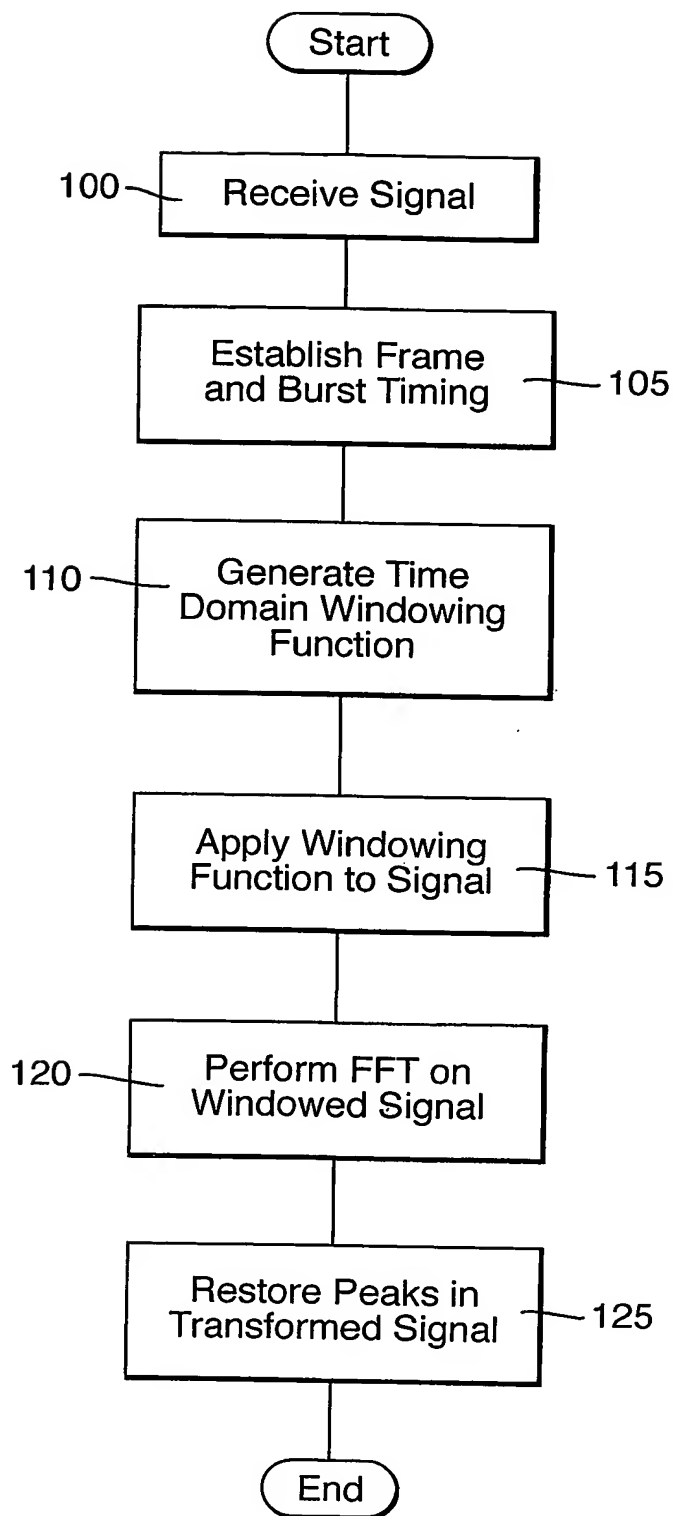 Start
100
Receive Signal
Establish Frame
and Burst Timing
105
110
Generate Time
Domain Windowing
Function
Apply Windowing
Function to Signal
115
120
Perform FFT on
Windowed Signal
Restore Peaks in
Transformed Signal
125
End